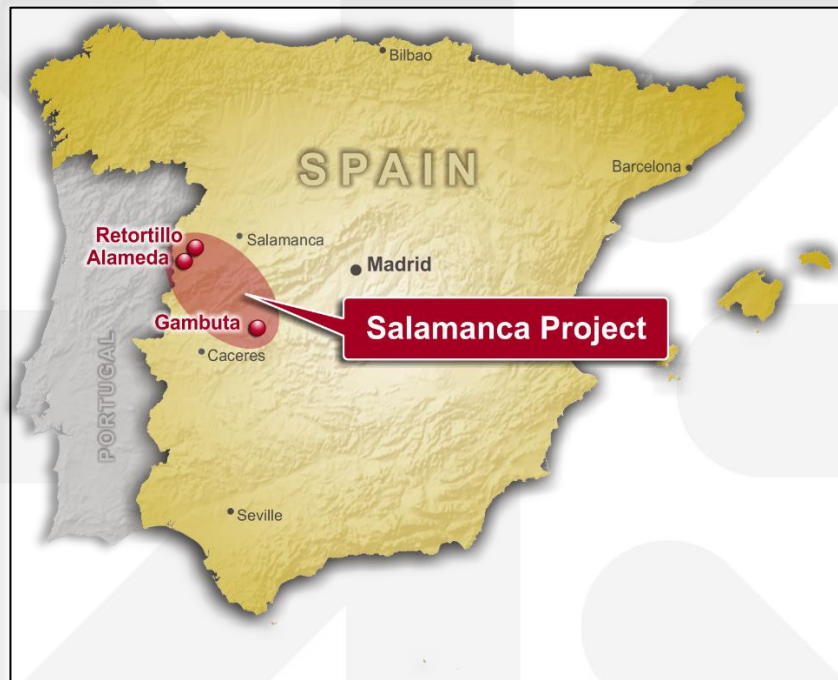 Bilbao
SPAIN
Barcelona
Retortillo
Salamanca
Alameda
Madrid
Gambuta
Salamanca Project
Caceres
PORTUGAL
Seville